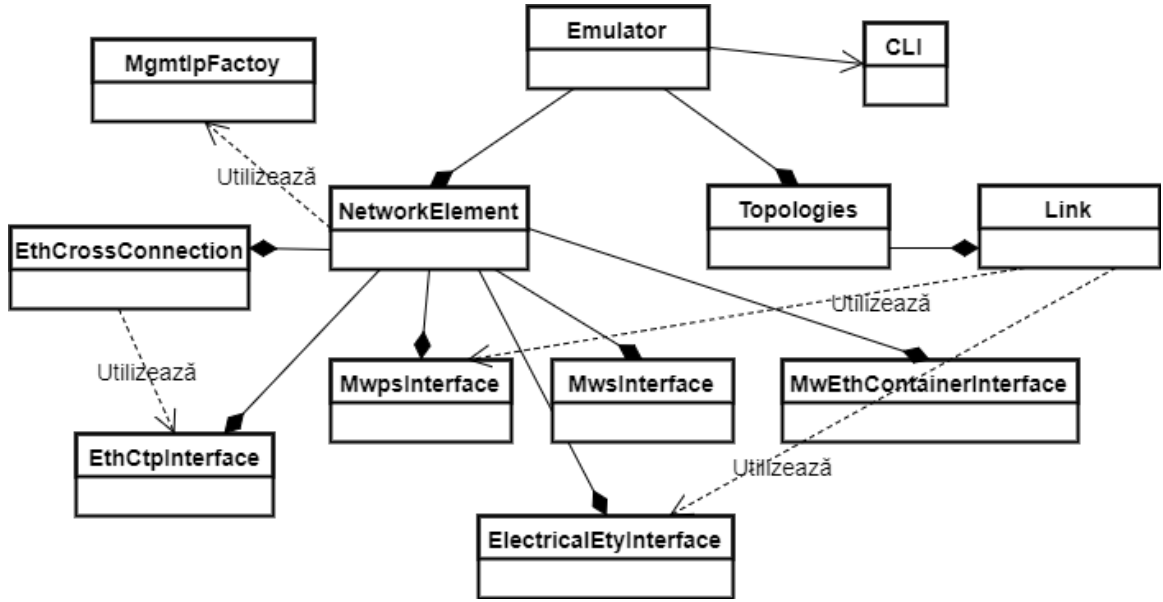 Emulator
CLI
MgmtIpFactoy
Utilizează
NetworkElement
Topologies
Link
EthCrossConnection
Utilizează
Utilizează
MwpsInterface
MwsInterface
MwEthContainerInterface
EthCtpInterface
Utilizează
ElectricalEtyInterface